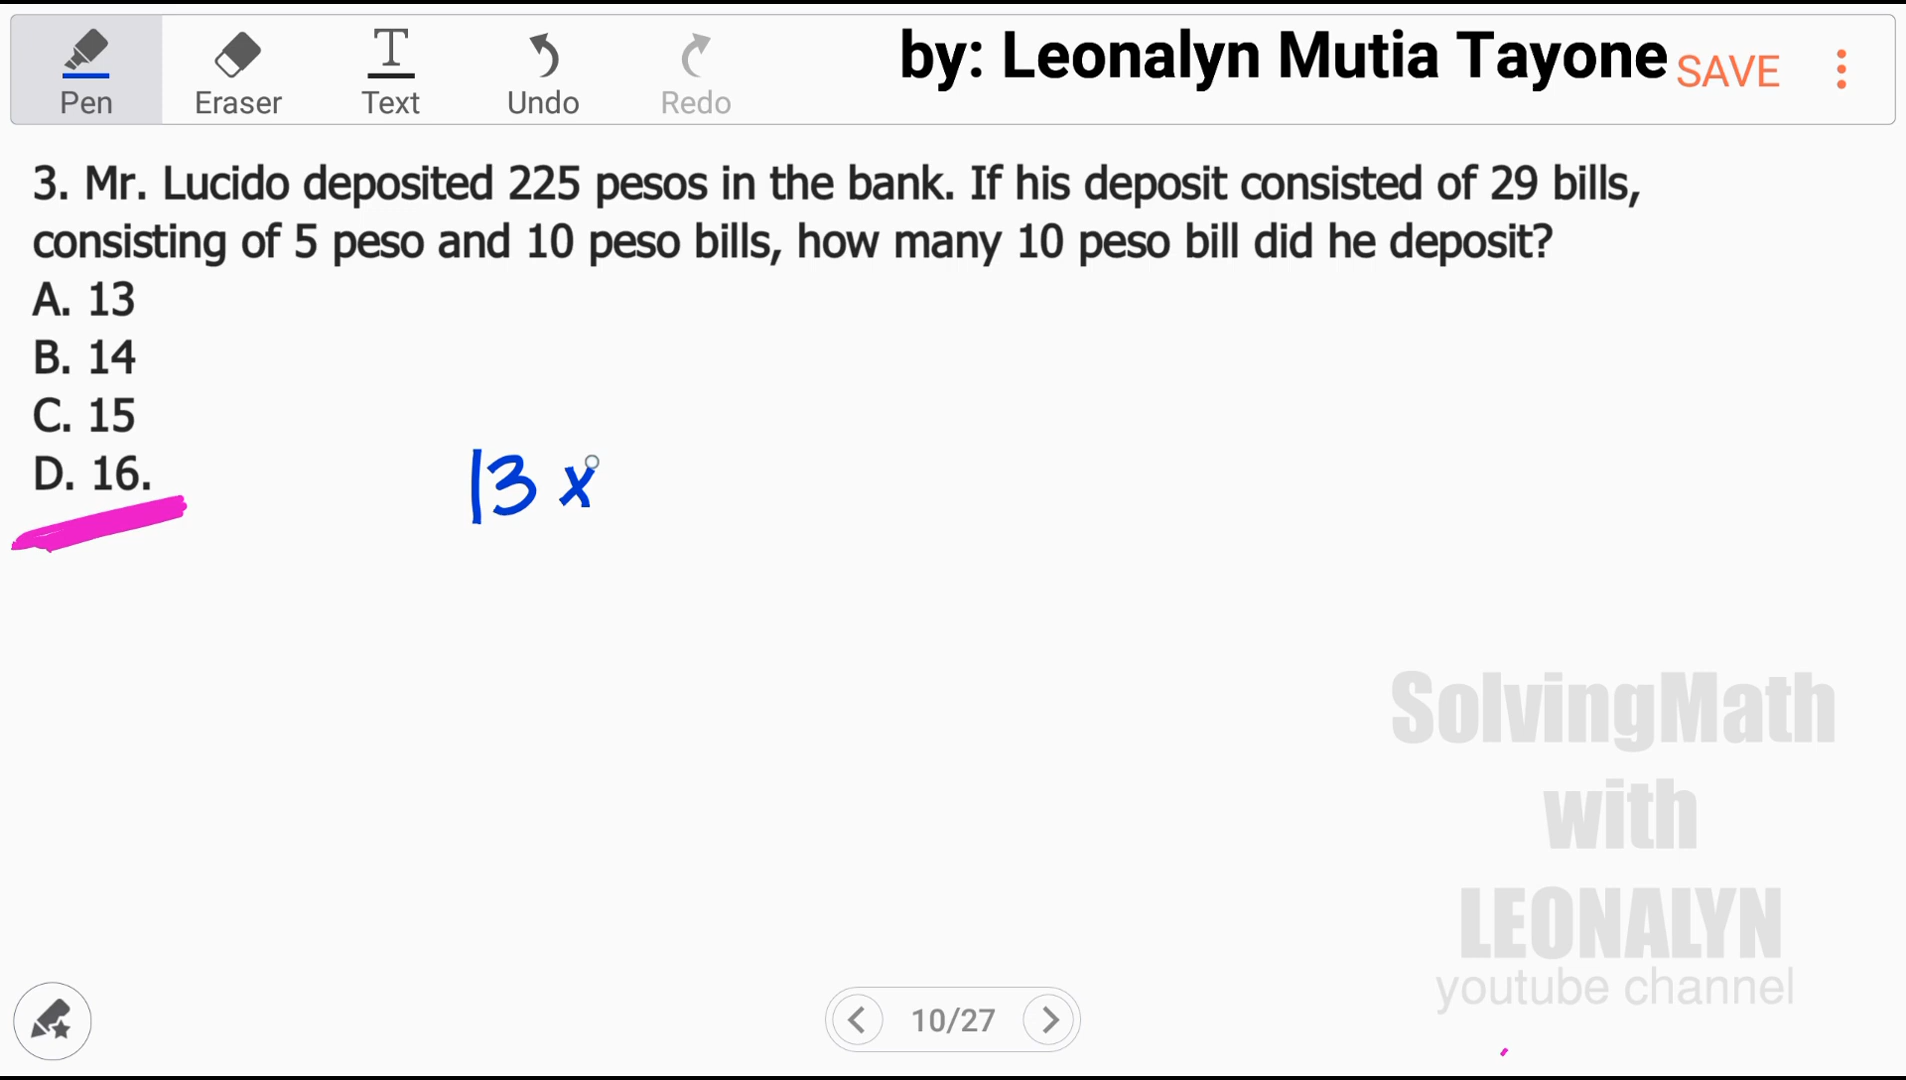 by: Leonalyn Mutia Tayone
SAVE
Pen
Eraser
Text
Undo
Redo
3. Mr. Lucido deposited 225 pesos in the bank. If his deposit consisted of 29 bills,
consisting of 5 peso and 10 peso bills, how many 10 peso bill did he deposit?
A. 13
B. 14
C. 15
D. 16.
13 x
SolvingMath
with
LEONALYN
youtube channel
10/27